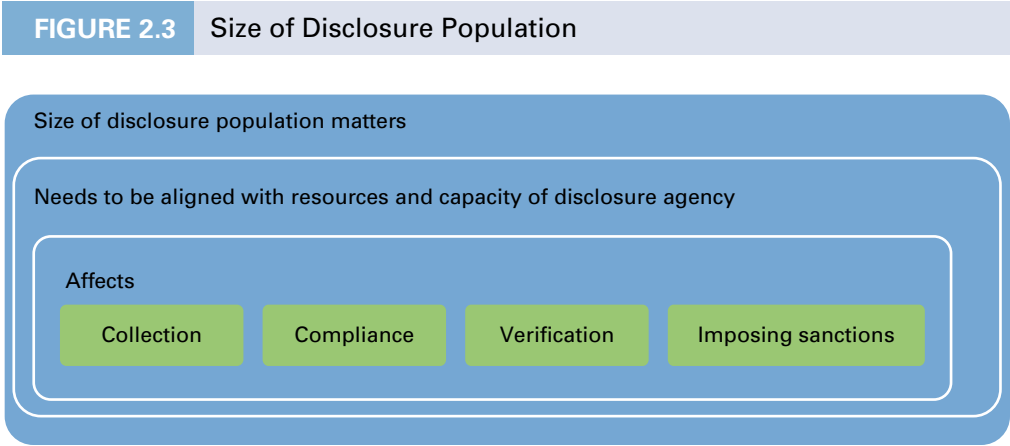 FIGURE 2.3 Size of Disclosure Population
Size of disclosure population matters
Needs to be aligned with resources and capacity of disclosure agency
Affects
Collection Compliance Verification Imposing sanctions